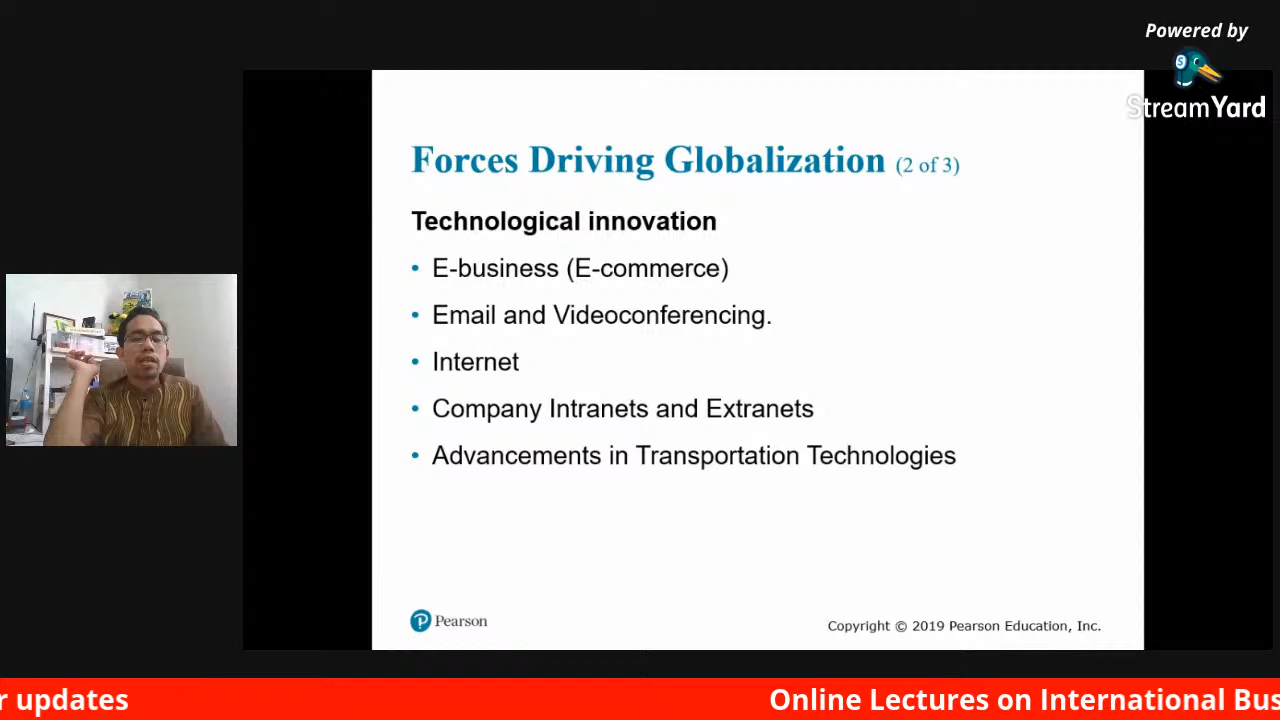 Powered by
StreamYard
Forces Driving Globalization (2 of 3)
Technological innovation
• E-business (E-commerce)
• Email and Videoconferencing.
• Internet
• Company Intranets and Extranets
• Advancements in Transportation Technologies
Pearson
Copyright © 2019 Pearson Education, Inc.
r updates
Online Lectures on International Bus